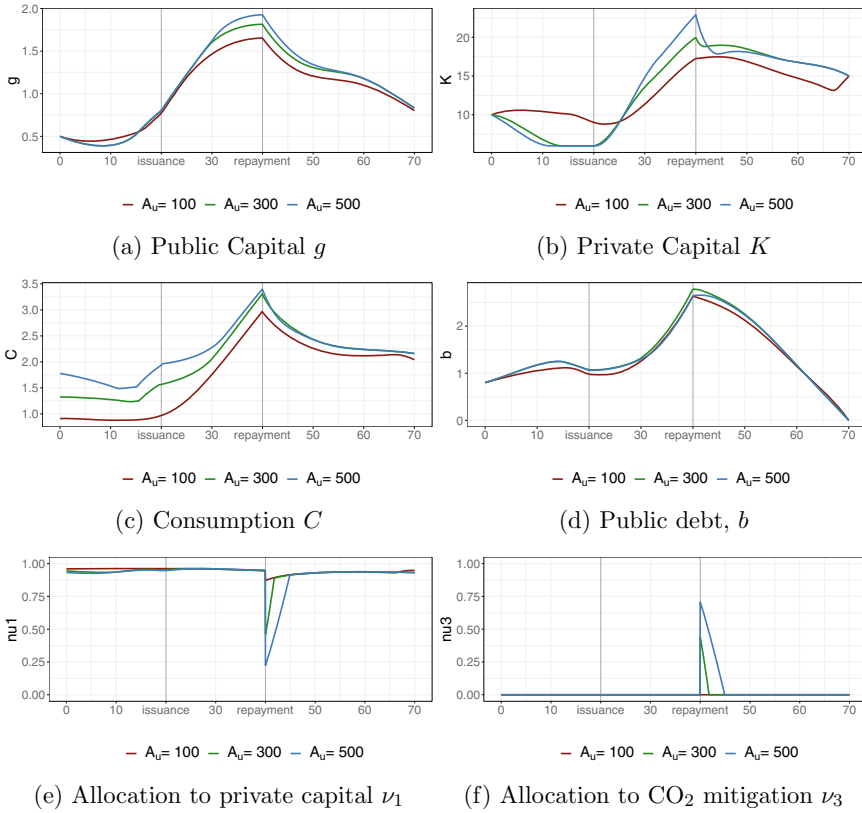 2.0
1.5
1.0
0.5
g
0 10 issuance 30 repayment 50 60 70
A_u= 100 A_u= 300 A_u= 500
(a) Public Capital g
20
15
10
K
0 10 issuance 30 repayment 50 60 70
A_u= 100 A_u= 300 A_u= 500
(b) Private Capital K
3.5
3.0
2.5
2.0
1.5
1.0
C
0 10 issuance 30 repayment 50 60 70
A_u= 100 A_u= 300 A_u= 500
(c) Consumption C
2
1
0
b
0 10 issuance 30 repayment 50 60 70
A_u= 100 A_u= 300 A_u= 500
(d) Public debt, b
1.00
0.75
0.50
0.25
0.00
nu1
0 10 issuance 30 repayment 50 60 70
A_u= 100 A_u= 300 A_u= 500
(e) Allocation to private capital ν₁
1.00
0.75
0.50
0.25
0.00
nu3
0 10 issuance 30 repayment 50 60 70
A_u= 100 A_u= 300 A_u= 500
(f) Allocation to CO₂ mitigation ν₃